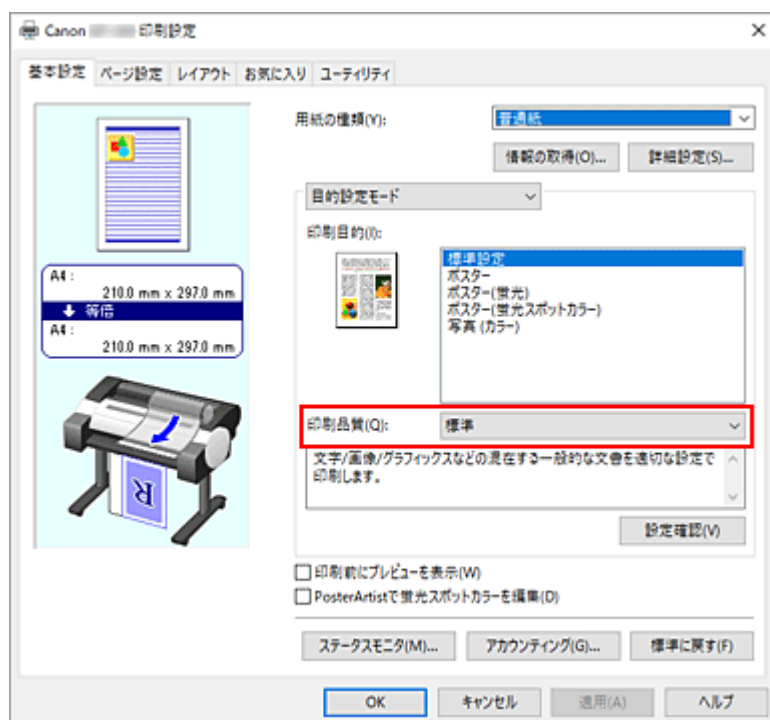 Canon 印刷設定
基本設定 ページ設定 レイアウト お気に入り ユーティリティ
用紙の種類(Y): 普通紙
情報の取得(O)... 詳細設定(S)...
目的設定モード
印刷目的(I):
標準設定
ポスター
ポスター(蛍光)
ポスター(蛍光スポットカラー)
写真 (カラー)
A4 :
210.0 mm x 297.0 mm
等倍
A4 :
210.0 mm x 297.0 mm
R
印刷品質(Q): 標準
文字/画像/グラフィックスなどの混在する一般的な文書を適切な設定で
印刷します。
設定確認(V)
印刷前にプレビューを表示(W)
PosterArtistで蛍光スポットカラーを編集(D)
ステータスモニタ(M)... アカウンティング(G)... 標準に戻す(F)
OK キャンセル 適用(A) ヘルプ